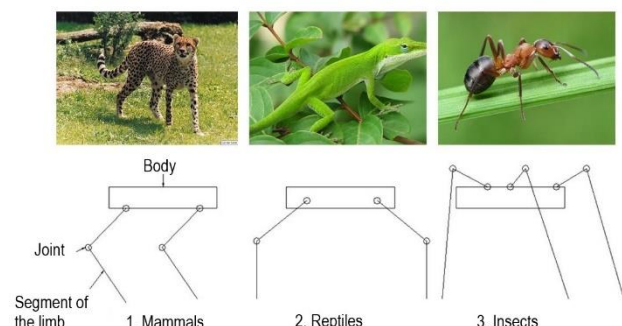 Body
Joint
Segment of
the limb
1. Mammals
2. Reptiles
3. Insects